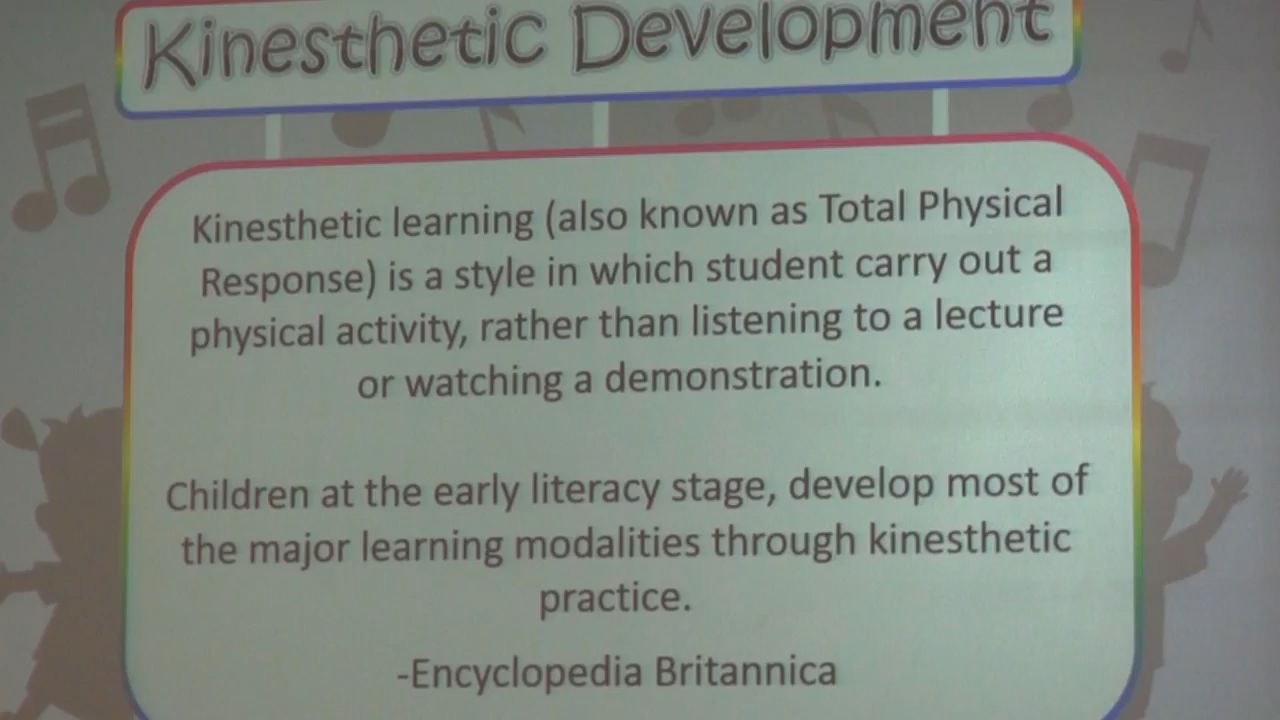 Kinesthetic Development
Kinesthetic learning (also known as Total Physical
Response) is a style in which student carry out a
physical activity, rather than listening to a lecture
or watching a demonstration.
Children at the early literacy stage, develop most of
the major learning modalities through kinesthetic
practice.
-Encyclopedia Britannica